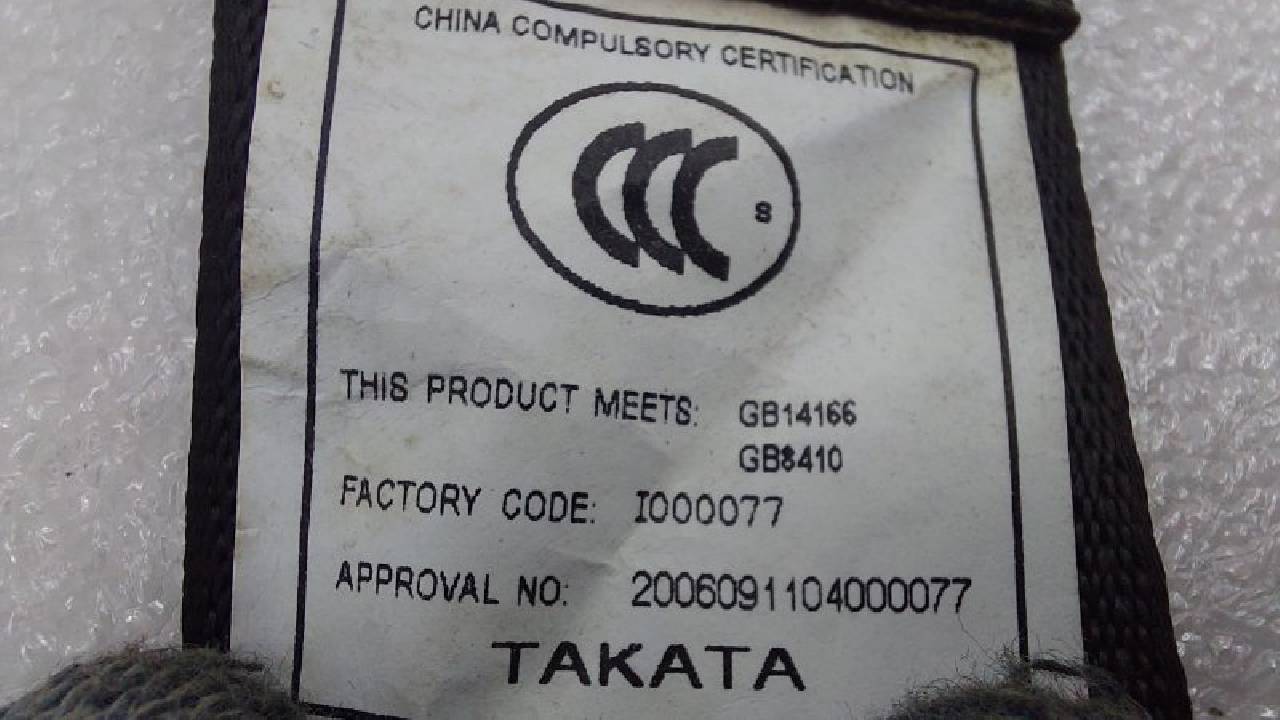 CHINA COMPULSORY CERTIFICATION
CCC S
THIS PRODUCT MEETS: GB14166
GB8410
FACTORY CODE: I000077
APPROVAL NO: 2006091104000077
TAKATA